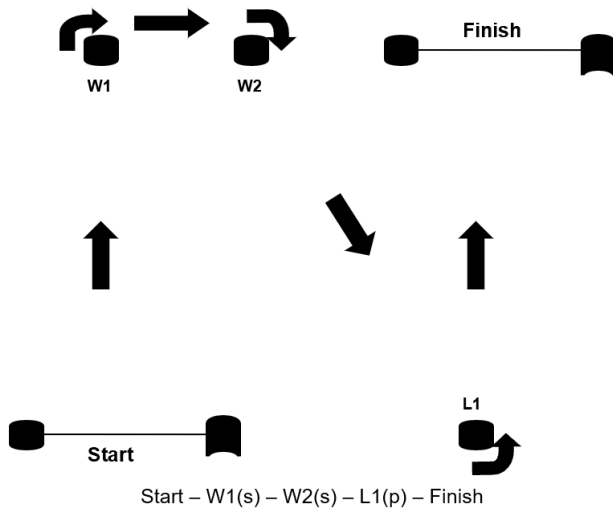 Finish
W1
W2
L1
Start
Start – W1(s) – W2(s) – L1(p) – Finish